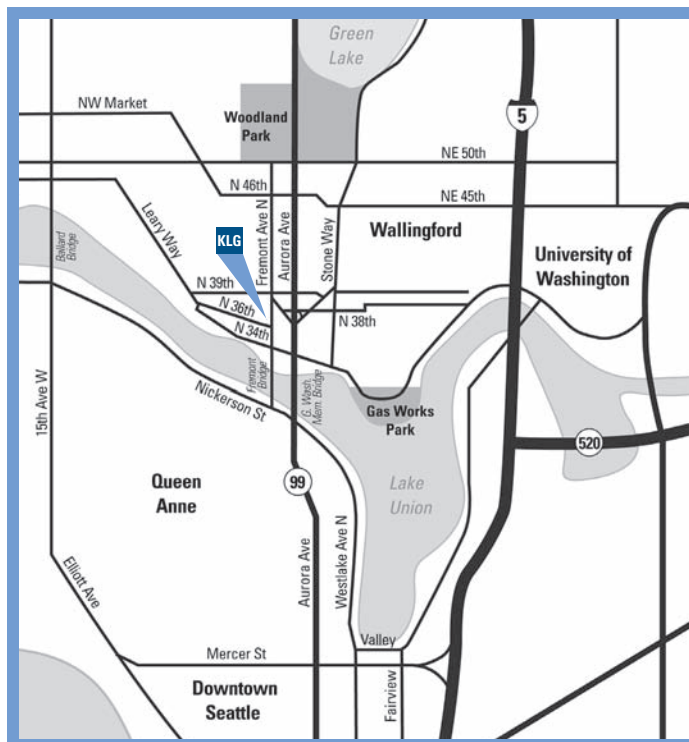 Green
Lake
NW Market
Woodland
Park
5
NE 50th
N 46th
NE 45th
Leary Way
Fremont Ave N
Aurora Ave
Stone Way
Wallingford
KLG
University of
Washington
Ballard
Bridge
N 39th
N 36th
N 34th
N 38th
Fremont
Bridge
G. Wash.
Mem. Bridge
15th Ave W
Nickerson St
Gas Works
Park
520
Queen
Anne
99
Lake
Union
Elliott Ave
Aurora Ave
Westlake Ave N
Valley
Mercer St
Downtown
Seattle
Fairview